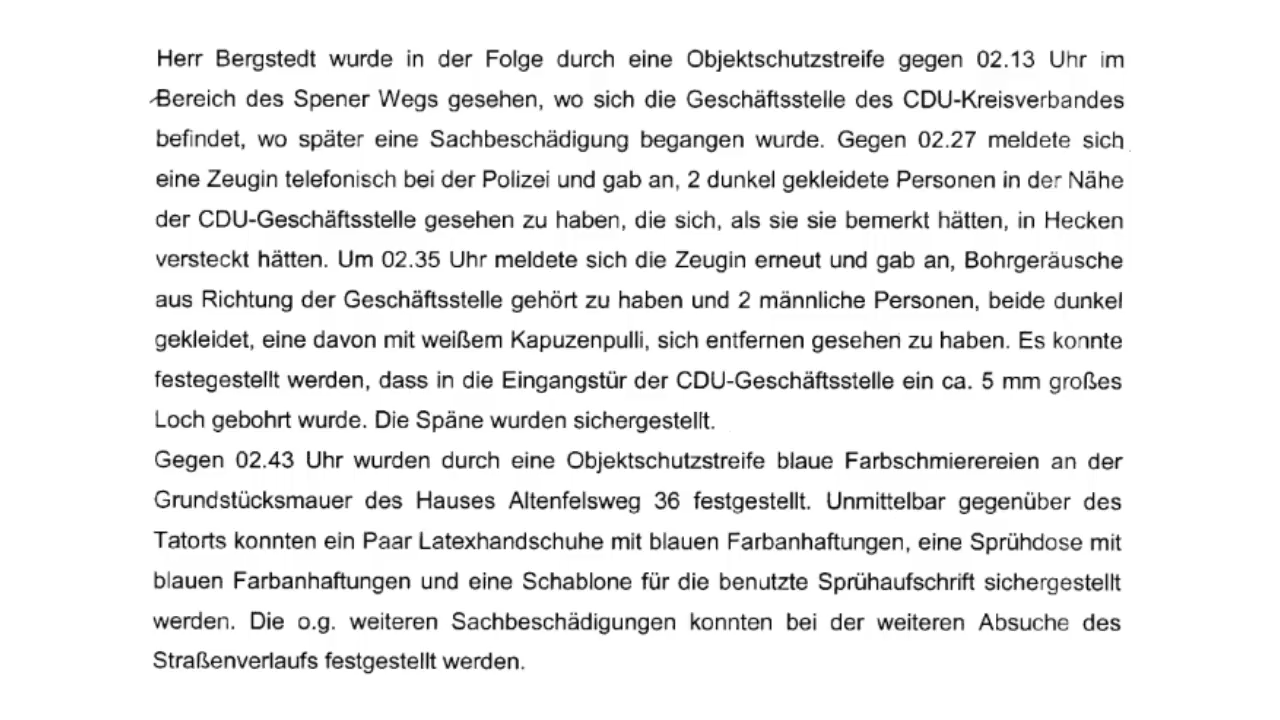 Herr Bergstedt wurde in der Folge durch eine Objektschutzstreife gegen 02.13 Uhr im
Bereich des Spener Wegs gesehen, wo sich die Geschäftsstelle des CDU-Kreisverbandes
befindet, wo später eine Sachbeschädigung begangen wurde. Gegen 02.27 meldete sich
eine Zeugin telefonisch bei der Polizei und gab an, 2 dunkel gekleidete Personen in der Nähe
der CDU-Geschäftsstelle gesehen zu haben, die sich, als sie sie bemerkt hätten, in Hecken
versteckt hätten. Um 02.35 Uhr meldete sich die Zeugin erneut und gab an, Bohrgeräusche
aus Richtung der Geschäftsstelle gehört zu haben und 2 männliche Personen, beide dunkel
gekleidet, eine davon mit weißem Kapuzenpulli, sich entfernen gesehen zu haben. Es konnte
festegestellt werden, dass in die Eingangstür der CDU-Geschäftsstelle ein ca. 5 mm großes
Loch gebohrt wurde. Die Späne wurden sichergestellt.
Gegen 02.43 Uhr wurden durch eine Objektschutzstreife blaue Farbschmierereien an der
Grundstücksmauer des Hauses Altenfelsweg 36 festgestellt. Unmittelbar gegenüber des
Tatorts konnten ein Paar Latexhandschuhe mit blauen Farbanhaftungen, eine Sprühdose mit
blauen Farbanhaftungen und eine Schablone für die benutzte Sprühaufschrift sichergestellt
werden. Die o.g. weiteren Sachbeschädigungen konnten bei der weiteren Absuche des
Straßenverlaufs festgestellt werden.